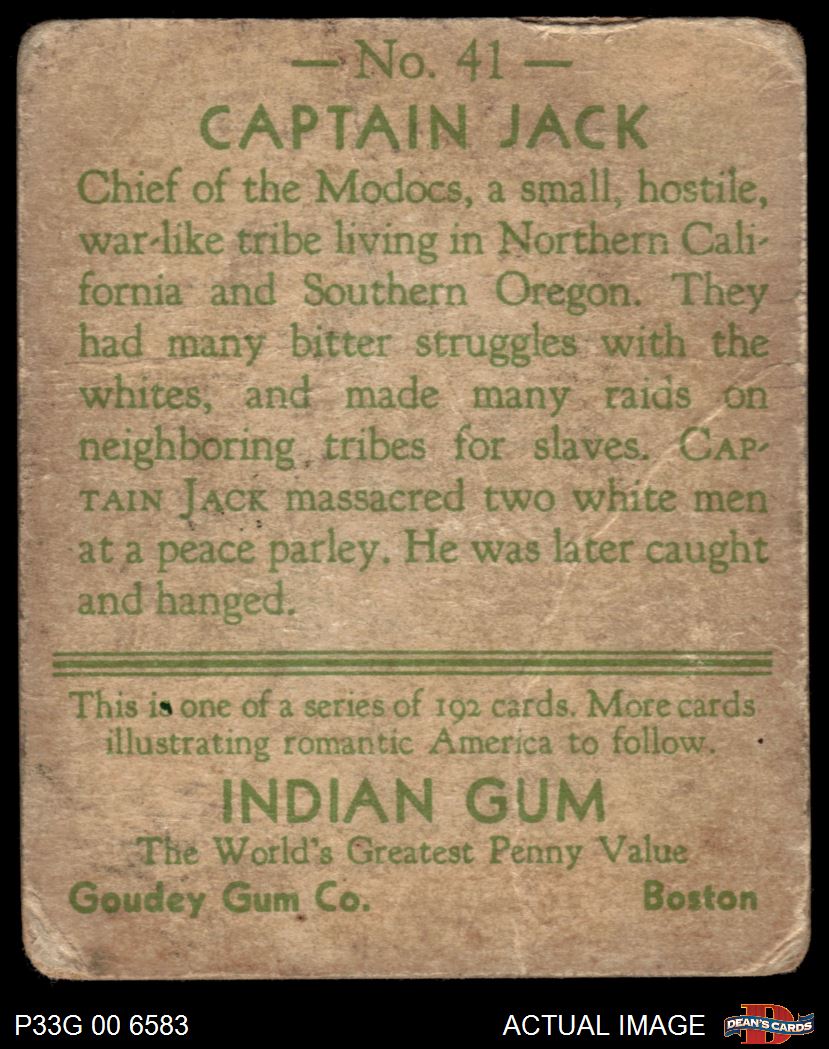 — No. 41 —
CAPTAIN JACK
Chief of the Modocs, a small, hostile,
war-like tribe living in Northern Cali-
fornia and Southern Oregon. They
had many bitter struggles with the
whites, and made many raids on
neighboring tribes for slaves. CAP-
TAIN JACK massacred two white men
at a peace parley. He was later caught
and hanged.
This is one of a series of 192 cards. More cards
illustrating romantic America to follow.
INDIAN GUM
The World's Greatest Penny Value
Goudey Gum Co. Boston
P33G 00 6583 ACTUAL IMAGE DEAN'S CARDS